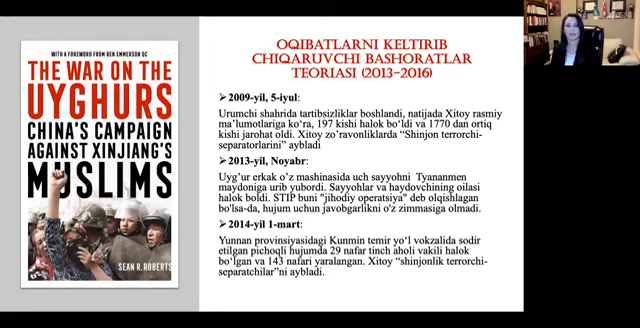 WITH A FOREWORD FROM BEN EMMERSON QC
THE WAR ON THE
UYGHURS
CHINA'S CAMPAIGN
AGAINST XINJIANG'S
MUSLIMS
SEAN R. ROBERTS
OQIBATLARNI KELTIRIB
CHIQARUVCHI BASHORATLAR
TEORIASI (2013-2016)
➢2009-yil, 5-iyul:
Urumchi shahrida tartibsizliklar boshlandi, natijada Xitoy rasmiy
ma'lumotlariga ko'ra, 197 kishi halok bo'ldi va 1770 dan ortiq
kishi jarohat oldi. Xitoy zo'ravonliklarda "Shinjon terrorchi-
separatorlarini" aybladi
➢2013-yil, Noyabr:
Uyg'ur erkak o'z mashinasida uch sayyohni Tyananmen
maydoniga urib yubordi. Sayyohlar va haydovchining oilasi
halok boldi. STIP buni "jihodiy operatsiya" deb olqishlagan
bo'lsa-da, hujum uchun javobgarlikni o'z zimmasiga olmadi.
➢2014-yil 1-mart:
Yunnan provinsiyasidagi Kunmin temir yo'l vokzalida sodir
etilgan pichoqli hujumda 29 nafar tinch aholi vakili halok
bo'lgan va 143 nafari yaralangan. Xitoy "shinjonlik terrorchi-
separatchilar"ni aybladi.